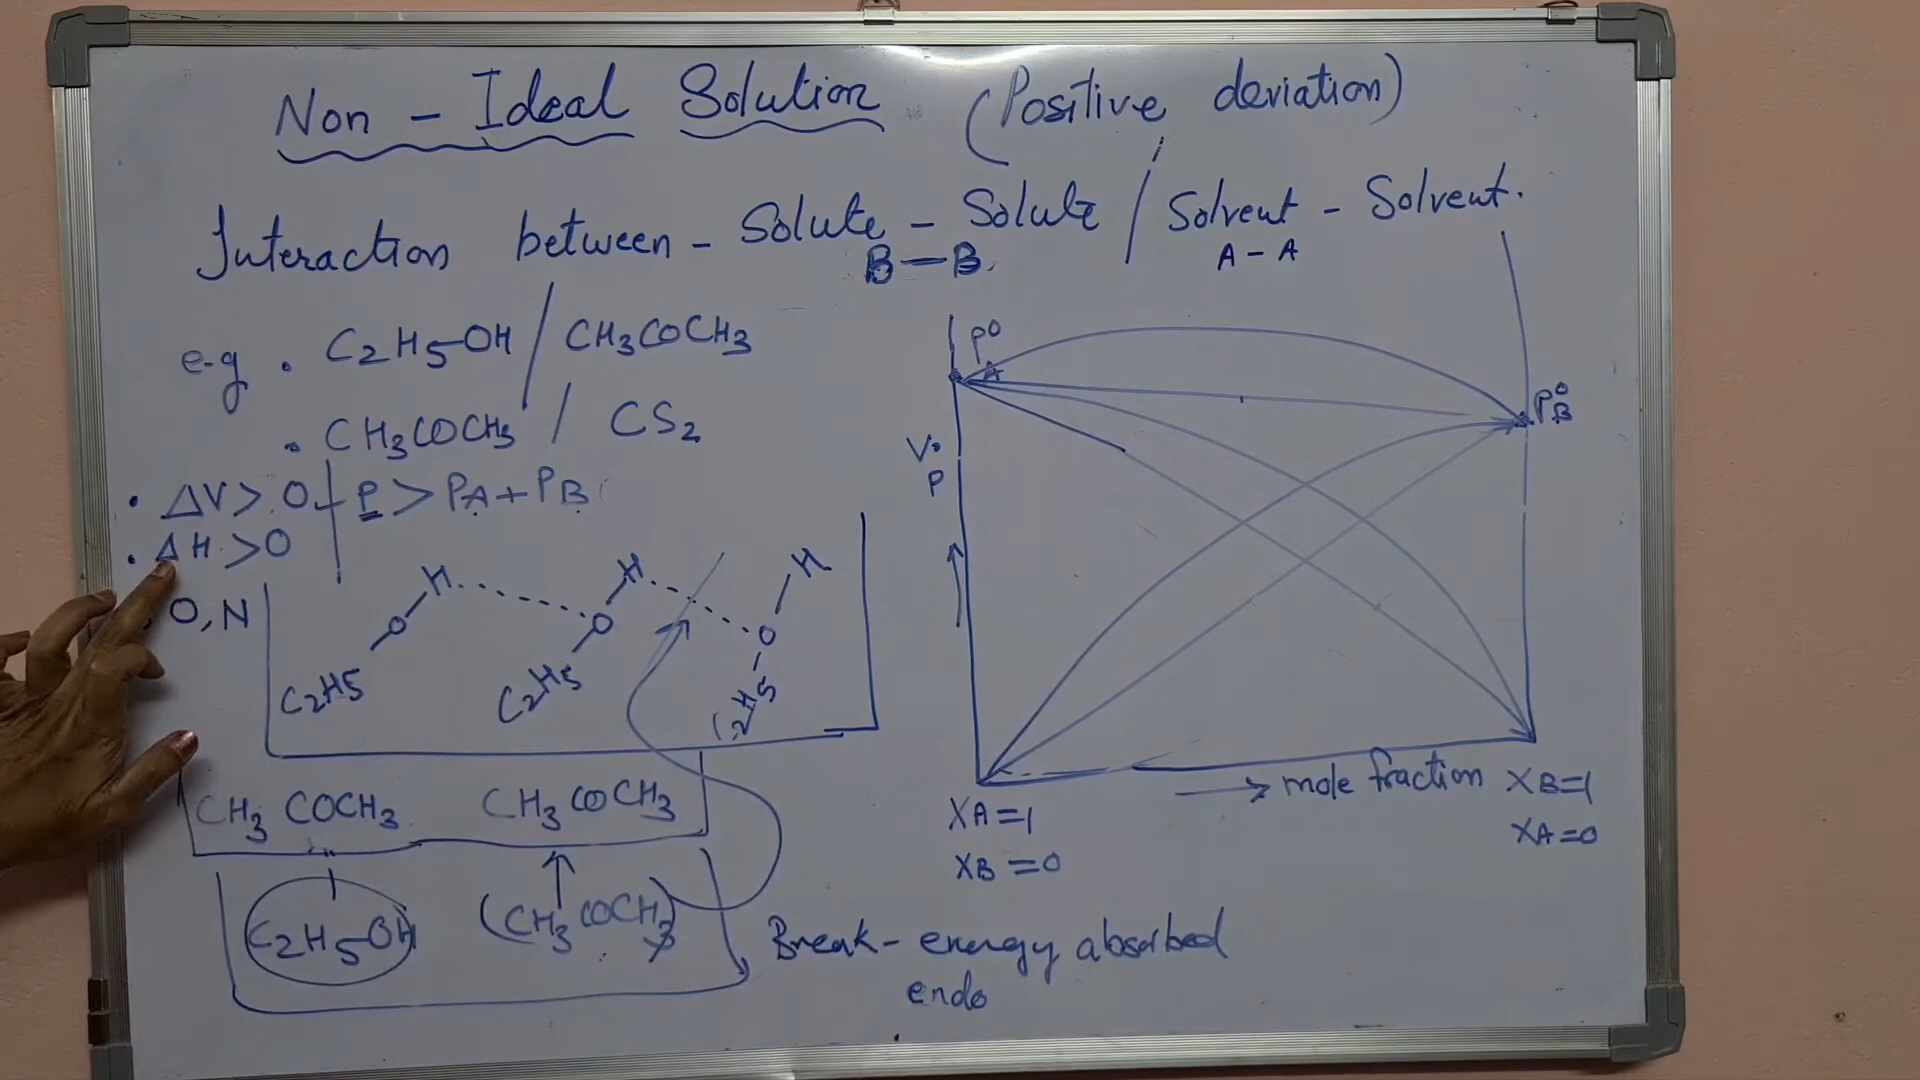 Non - Ideal Solution (Positive deviation)
Interaction between - Solute - Solute / Solvent - Solvent.
B - B. A - A
e-g . C2H5-OH / CH3COCH3
. CH3COCH3 / CS2
. ΔV > 0 P > PA + PB
. ΔH > 0
O, N
H H H
O O O
C2H5 C2H5 C2H5
CH3 COCH3 CH3 COCH3
C2H5OH (CH3 COCH3)
Break - energy absorbed
endo
P°A
P°B
V.
P
→ mole fraction
XA = 1
XB = 0
XB = 1
XA = 0